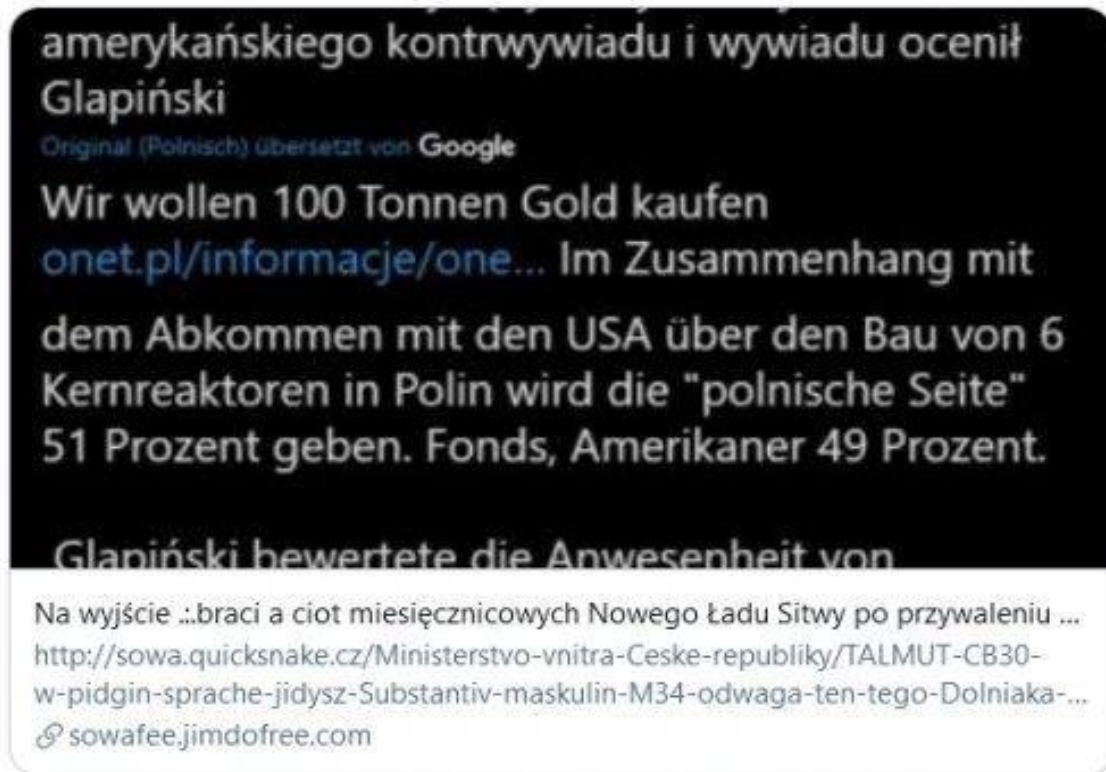 amerykańskiego kontrwywiadu i wywiadu ocenił
Glapiński
Original (Polnisch) übersetzt von Google
Wir wollen 100 Tonnen Gold kaufen
onet.pl/informacje/one... Im Zusammenhang mit
dem Abkommen mit den USA über den Bau von 6
Kernreaktoren in Polin wird die "polnische Seite"
51 Prozent geben. Fonds, Amerikaner 49 Prozent.
Glapiński bewertete die Anwesenheit von
Na wyjście .:.braci a ciot miesięcznicowych Nowego Ładu Sitwy po przywaleniu ...
http://sowa.quicksnake.cz/Ministerstvo-vnitra-Ceske-republiky/TALMUT-CB30-
w-pidgin-sprache-jidysz-Substantiv-maskulin-M34-odwaga-ten-tego-Dolniaka-...
sowafee.jimdofree.com